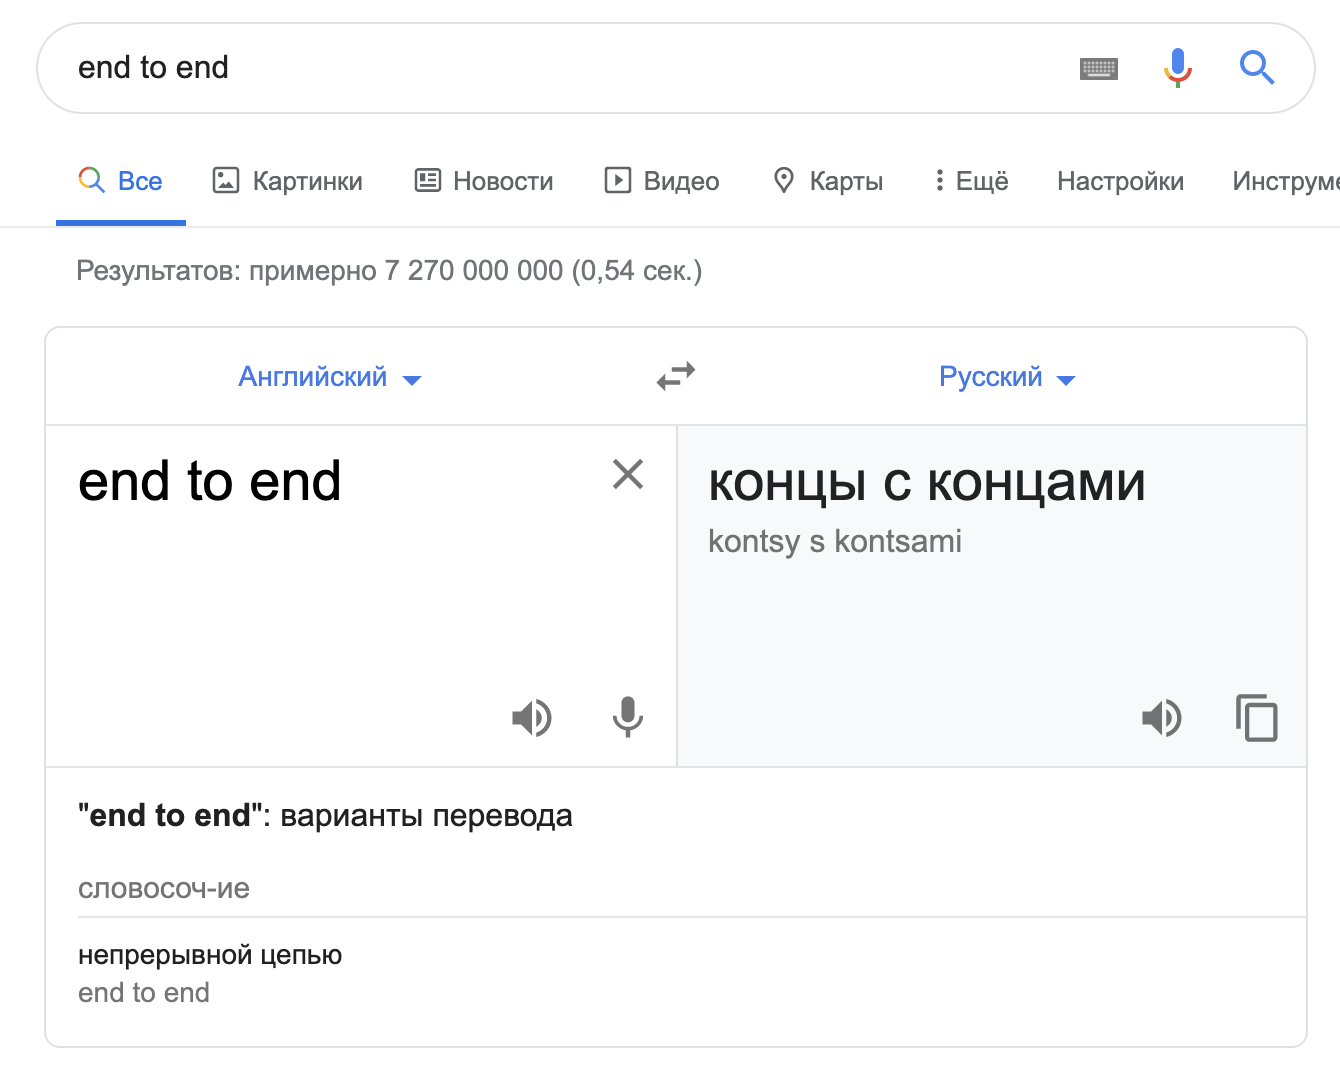 end to end
Все Картинки Новости Видео Карты Ещё Настройки
Результатов: примерно 7 270 000 000 (0,54 сек.)
Английский Русский
end to end
концы с концами
kontsy s kontsami
"end to end": варианты перевода
словосоч-ие
непрерывной цепью
end to end